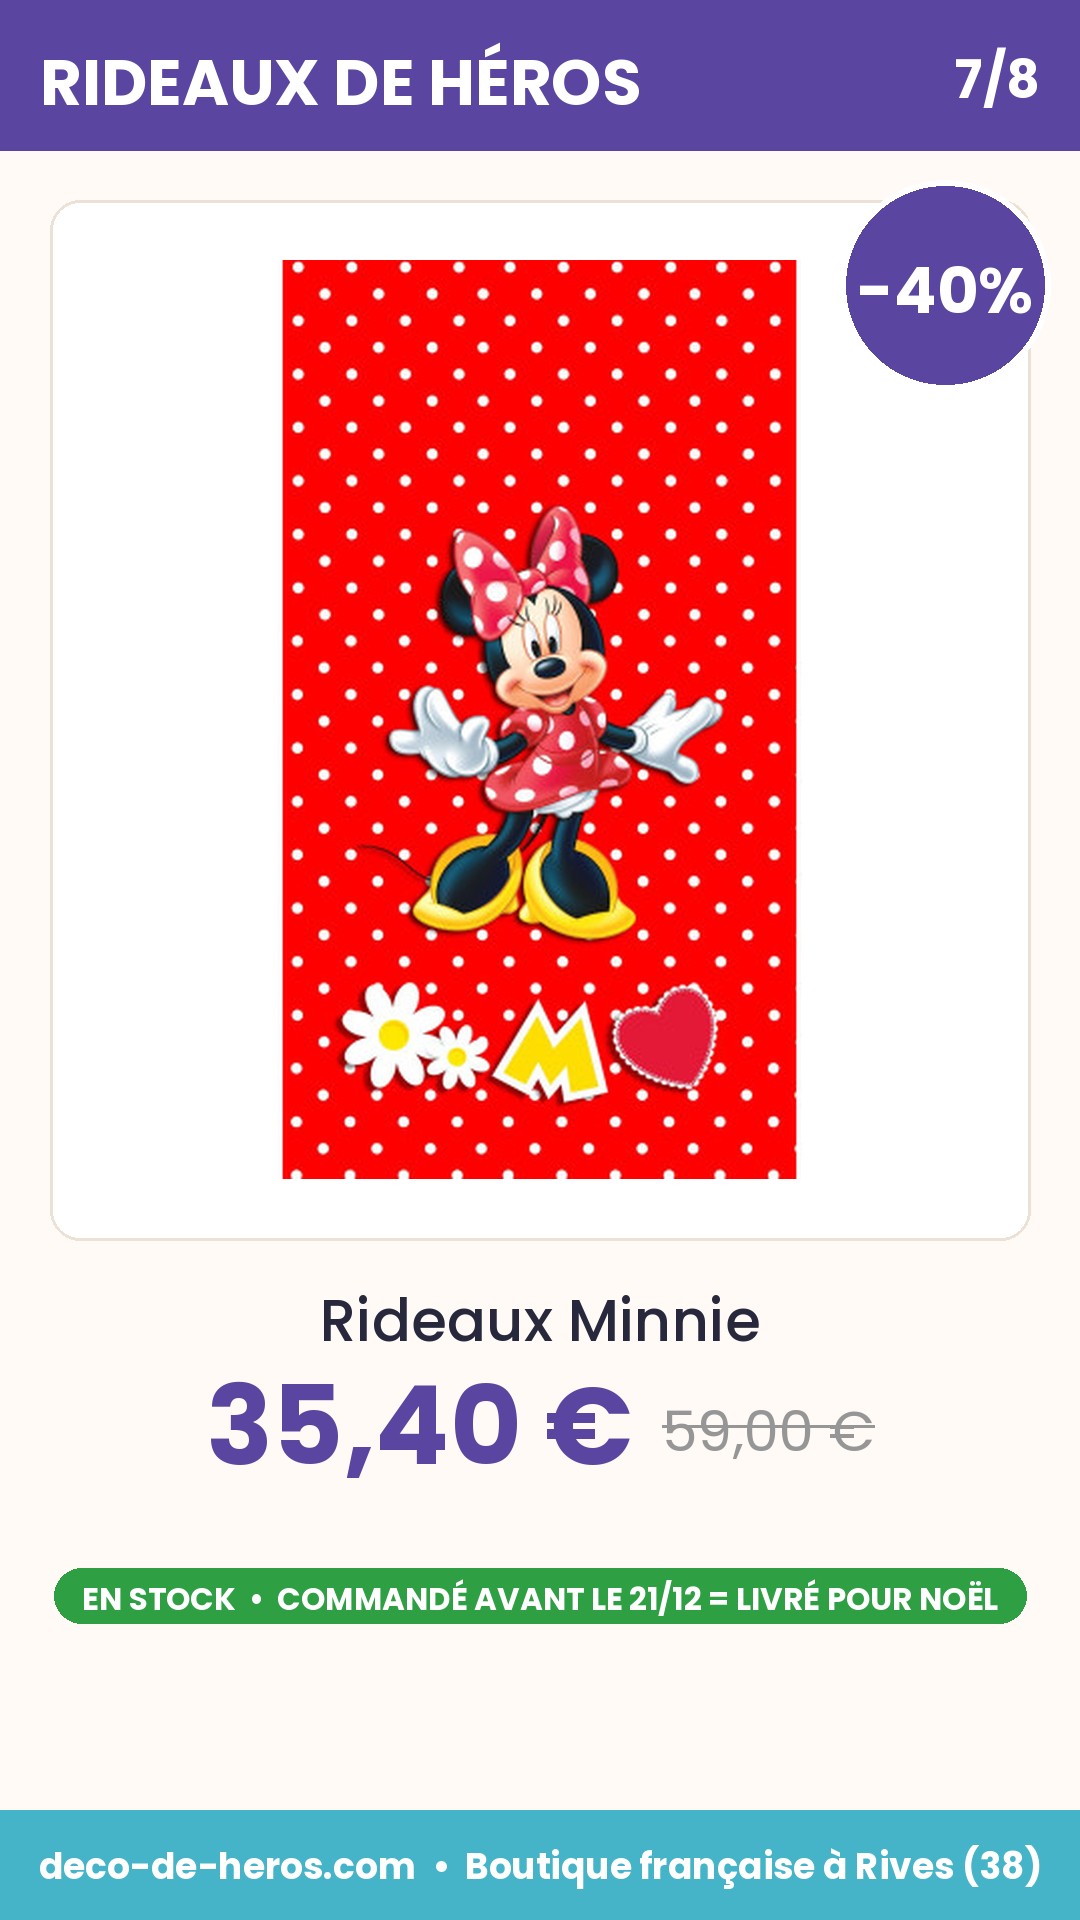 RIDEAUX DE HÉROS
7/8
-40%
M
Rideaux Minnie
35,40 € 59,00 €
EN STOCK • COMMANDÉ AVANT LE 21/12 = LIVRÉ POUR NOËL
deco-de-heros.com • Boutique française à Rives (38)